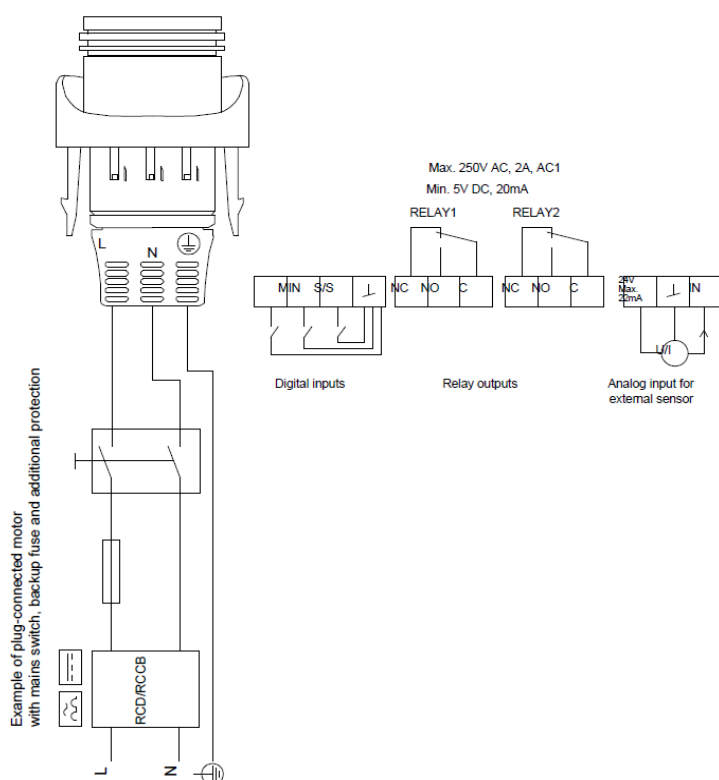 Max. 250V AC, 2A, AC1
Min. 5V DC, 20mA
RELAY1
RELAY2
L
N
MIN
S/S
NC
NO
C
NC
NO
C
24V
Max.
22mA
IN
U/I
Digital inputs
Relay outputs
Analog input for
external sensor
Example of plug-connected motor
with mains switch, backup fuse and additional protection
RCD/RCCB
L
N